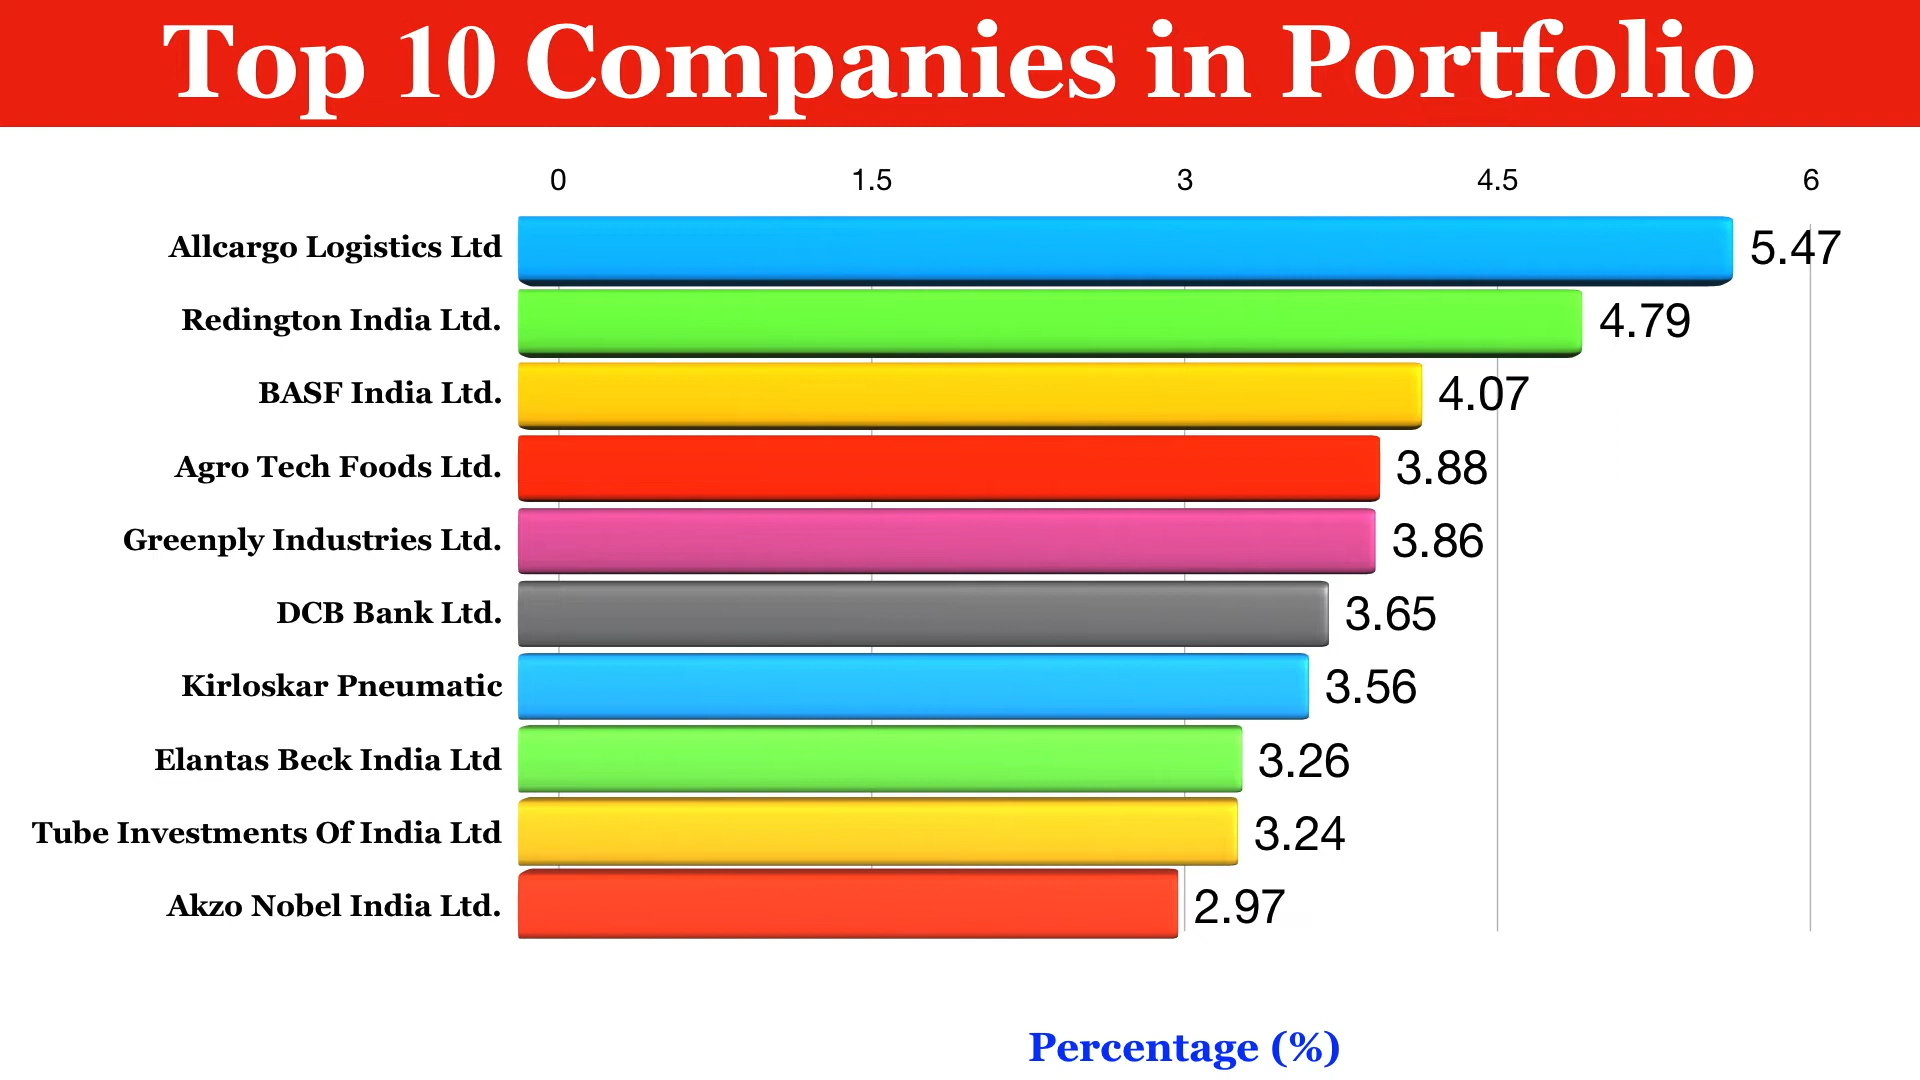 Top 10 Companies in Portfolio
0 1.5 3 4.5 6
Allcargo Logistics Ltd 5.47
Redington India Ltd. 4.79
BASF India Ltd. 4.07
Agro Tech Foods Ltd. 3.88
Greenply Industries Ltd. 3.86
DCB Bank Ltd. 3.65
Kirloskar Pneumatic 3.56
Elantas Beck India Ltd 3.26
Tube Investments Of India Ltd 3.24
Akzo Nobel India Ltd. 2.97
Percentage (%)